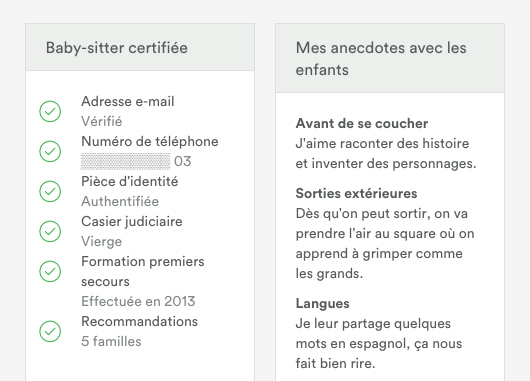 Baby-sitter certifiée
Adresse e-mail
Vérifié
Numéro de téléphone
03
Pièce d'identité
Authentifiée
Casier judiciaire
Vierge
Formation premiers
secours
Effectuée en 2013
Recommandations
5 familles
Mes anecdotes avec les
enfants
Avant de se coucher
J'aime raconter des histoire
et inventer des personnages.
Sorties extérieures
Dès qu'on peut sortir, on va
prendre l'air au square où on
apprend à grimper comme
les grands.
Langues
Je leur partage quelques
mots en espagnol, ça nous
fait bien rire.